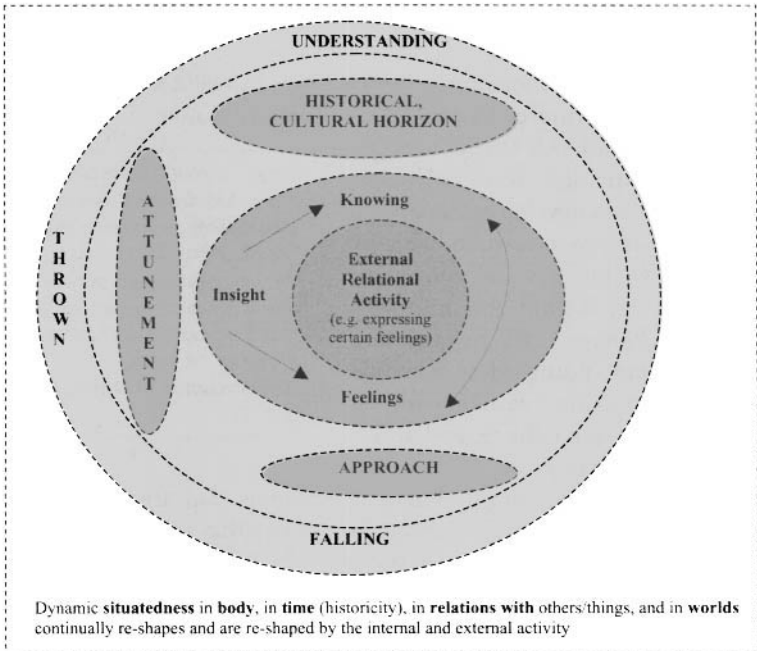 UNDERSTANDING
HISTORICAL,
CULTURAL HORIZON
THROWN
ATTUNEMENT
Knowing
External
Relational
Activity
(e.g. expressing
certain feelings)
Insight
Feelings
APPROACH
FALLING
Dynamic situatedness in body, in time (historicity), in relations with others/things, and in worlds
continually re-shapes and are re-shaped by the internal and external activity